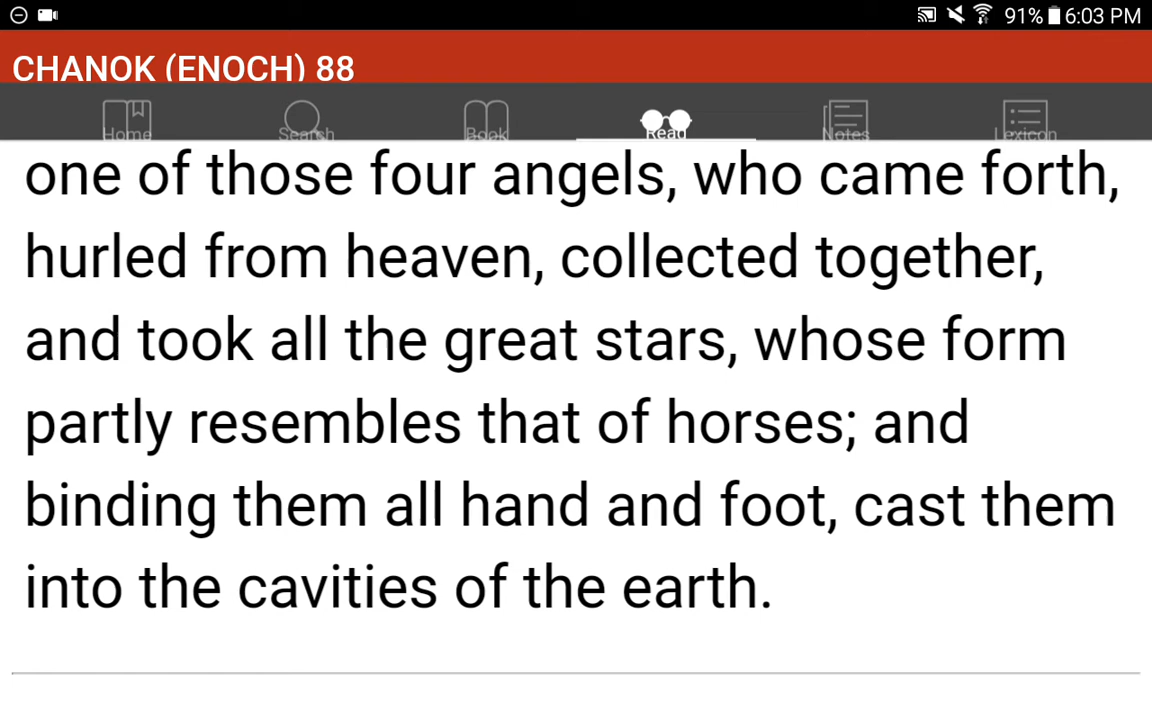 91% 6:03 PM
CHANOK (ENOCH) 88
Home Search Book Read Notes Lexicon
one of those four angels, who came forth,
hurled from heaven, collected together,
and took all the great stars, whose form
partly resembles that of horses; and
binding them all hand and foot, cast them
into the cavities of the earth.